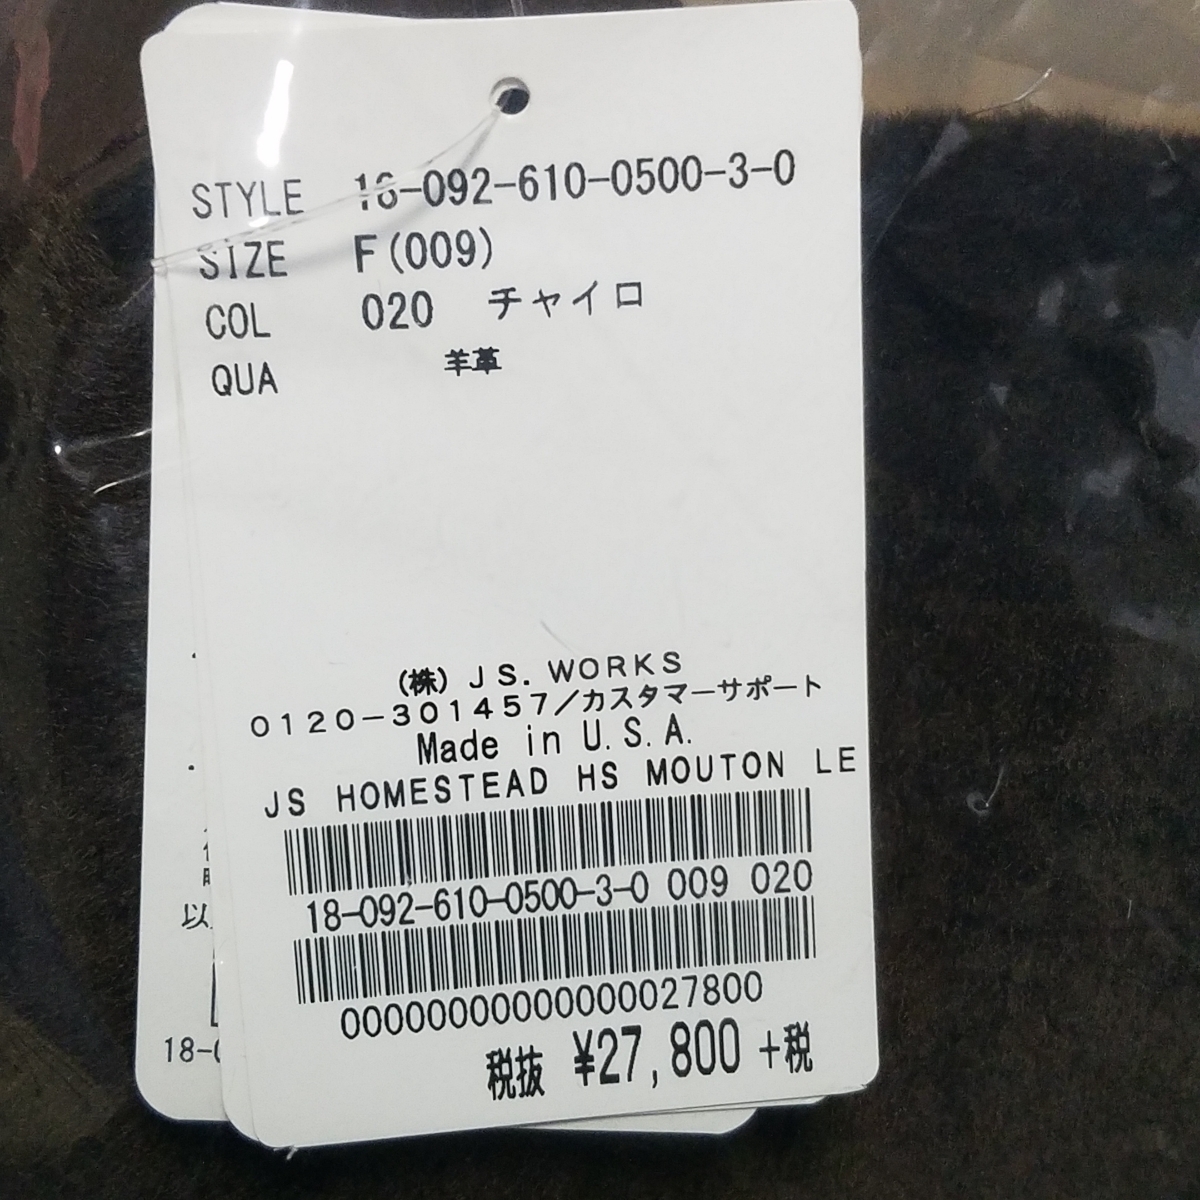 STYLE 18-092-610-0500-3-0
SIZE F(009)
COL 020 チャイロ
QUA 羊革
(株) JS. WORKS
0120-301457/カスタマーサポート
Made in U.S.A.
JS HOMESTEAD HS MOUTON LE
18-092-610-0500-3-0 009 020
以
00000000000000027800
18-0
税抜 ¥27,800 +税